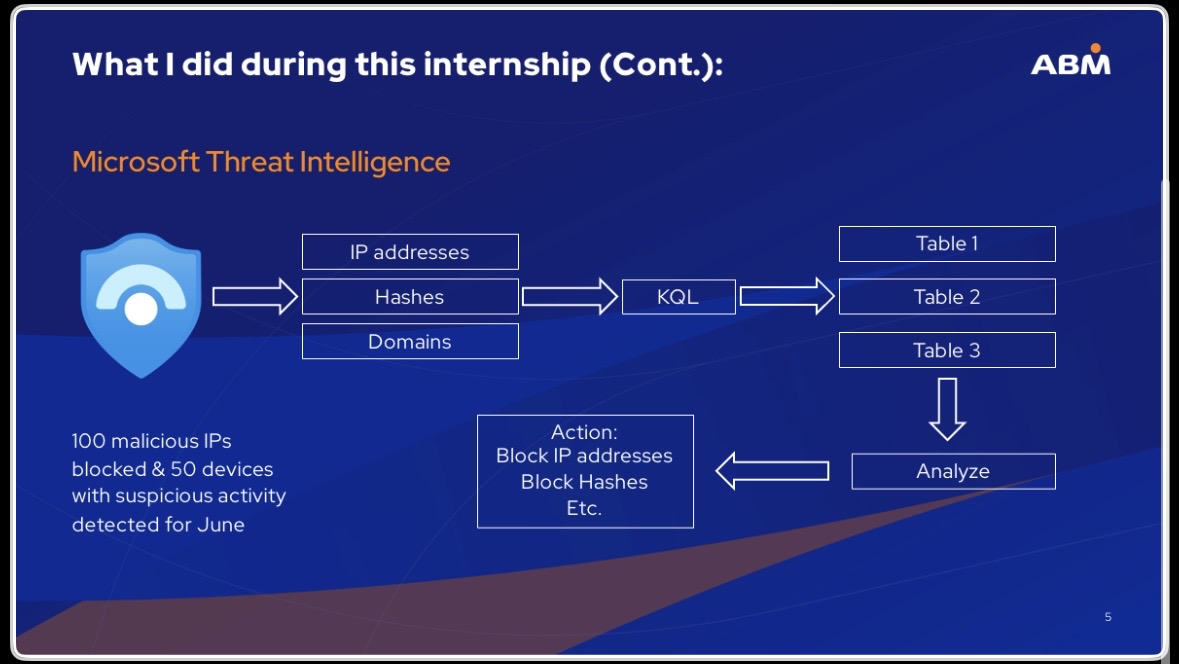 What I did during this internship (Cont.):
ABM
Microsoft Threat Intelligence
IP addresses
Hashes
Domains
KQL
Table 1
Table 2
Table 3
Analyze
Action:
Block IP addresses
Block Hashes
Etc.
100 malicious IPs
blocked & 50 devices
with suspicious activity
detected for June
5